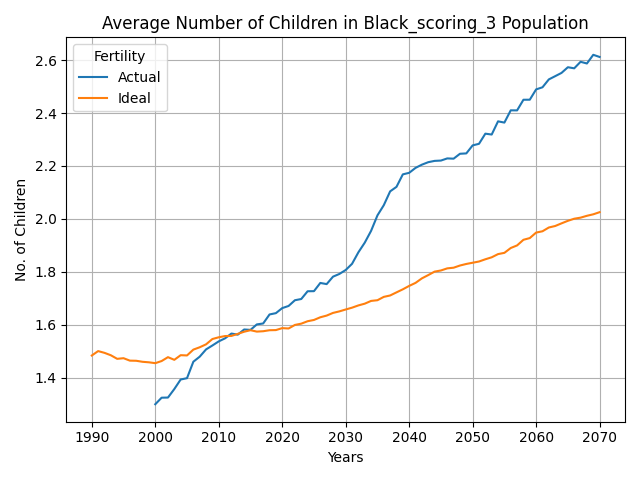 Average Number of Children in Black_scoring_3 Population
Fertility
Actual
Ideal
No. of Children
2.6
2.4
2.2
2.0
1.8
1.6
1.4
1990 2000 2010 2020 2030 2040 2050 2060 2070
Years